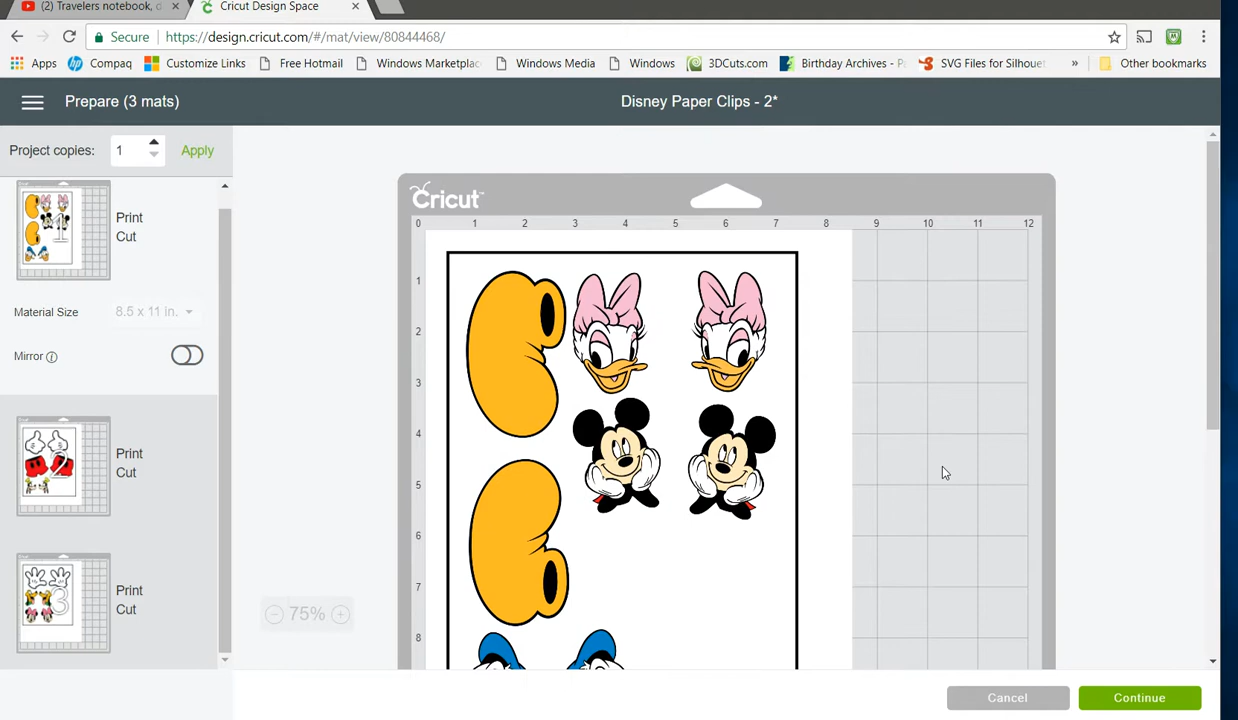 (2) Travelers notebook, d
Cricut Design Space
Secure
https://design.cricut.com/#/mat/view/80844468/
Apps
Compaq
Customize Links
Free Hotmail
Windows Marketplac
Windows Media
Windows
3DCuts.com
Birthday Archives - P
SVG Files for Silhouet
»
Other bookmarks
Prepare (3 mats)
Disney Paper Clips - 2*
Project copies:
1
Apply
Print
Cut
1
Material Size
8.5 x 11 in.
Mirror
Print
Cut
2
Print
Cut
3
Cricut™
0 1 2 3 4 5 6 7 8 9 10 11 12
1
2
3
4
5
6
7
8
75%
Cancel
Continue